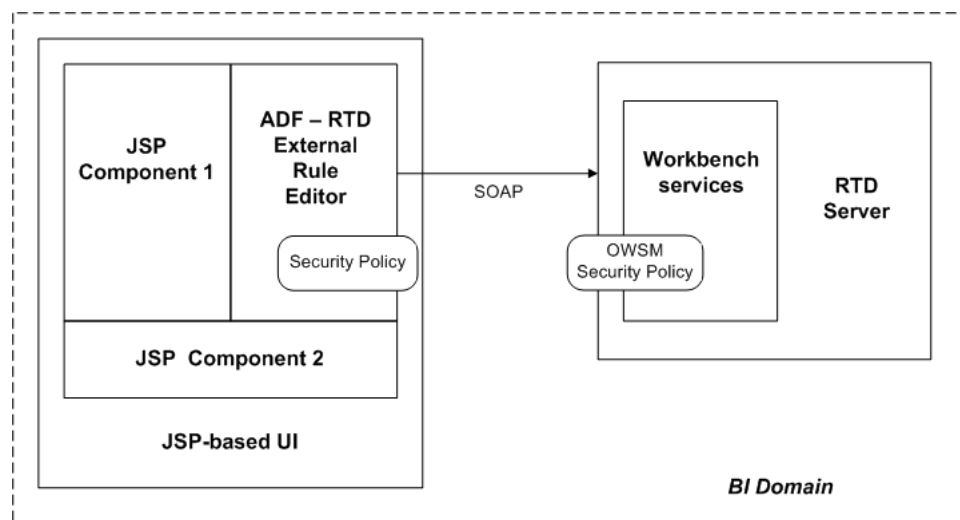 JSP
Component 1
ADF – RTD
External
Rule
Editor
Security Policy
JSP Component 2
JSP-based UI
SOAP
Workbench
services
OWSM
Security Policy
RTD
Server
BI Domain